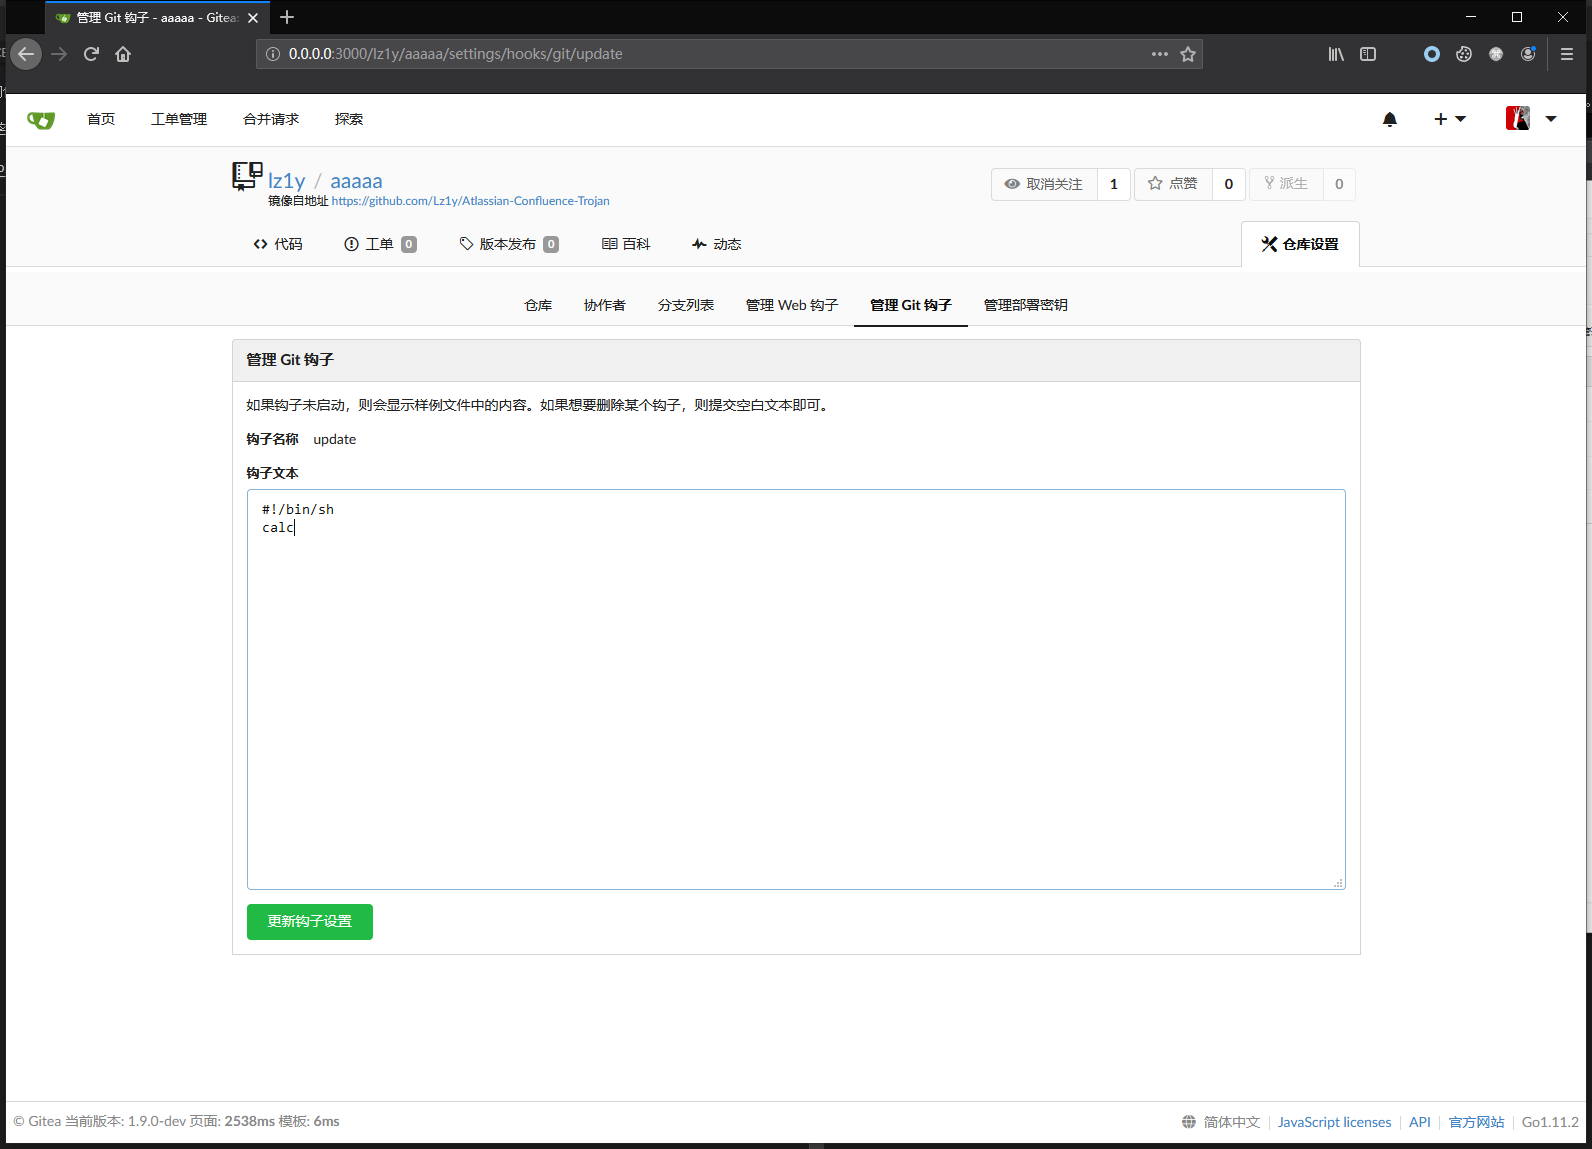 管理 Git 钩子 - aaaaa - Gitea:
0.0.0.0:3000/lz1y/aaaaa/settings/hooks/git/update
首页 工单管理 合并请求 探索
lz1y / aaaaa
取消关注 1 点赞 0 派生 0
镜像自地址 https://github.com/Lz1y/Atlassian-Confluence-Trojan
代码 工单 0 版本发布 0 百科 动态 仓库设置
仓库 协作者 分支列表 管理 Web 钩子 管理 Git 钩子 管理部署密钥
管理 Git 钩子
如果钩子未启动，则会显示样例文件中的内容。如果想要删除某个钩子，则提交空白文本即可。
钩子名称 update
钩子文本
#!/bin/sh
calc
更新钩子设置
© Gitea 当前版本: 1.9.0-dev 页面: 2538ms 模板: 6ms
简体中文 JavaScript licenses API 官方网站 Go1.11.2